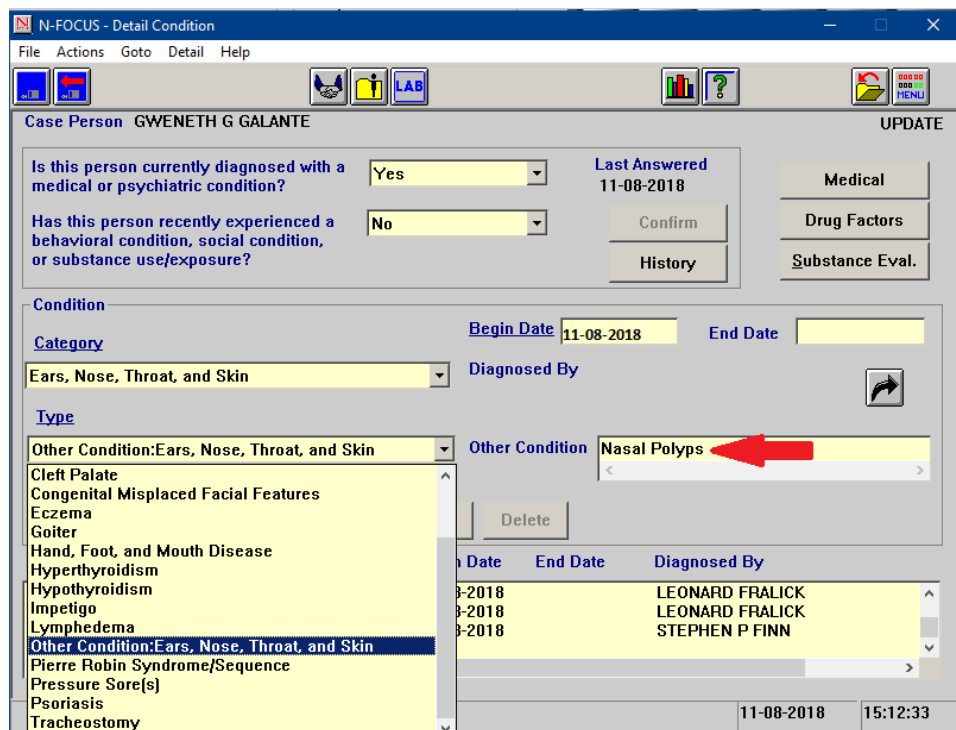 N-FOCUS - Detail Condition
File Actions Goto Detail Help
LAB
MENU
Case Person GWENETH G GALANTE
UPDATE
Is this person currently diagnosed with a
medical or psychiatric condition?
Yes
Last Answered
11-08-2018
Medical
Has this person recently experienced a
behavioral condition, social condition,
or substance use/exposure?
No
Confirm
Drug Factors
History
Substance Eval.
Condition
Category
Begin Date 11-08-2018 End Date
Ears, Nose, Throat, and Skin
Diagnosed By
Type
Other Condition:Ears, Nose, Throat, and Skin
Other Condition Nasal Polyps
Cleft Palate
Congenital Misplaced Facial Features
Eczema
Goiter
Hand, Foot, and Mouth Disease
Hyperthyroidism
Hypothyroidism
Impetigo
Lymphedema
Other Condition:Ears, Nose, Throat, and Skin
Pierre Robin Syndrome/Sequence
Pressure Sore(s)
Psoriasis
Tracheostomy
Delete
Date End Date Diagnosed By
-2018 LEONARD FRALICK
-2018 LEONARD FRALICK
-2018 STEPHEN P FINN
11-08-2018 15:12:33